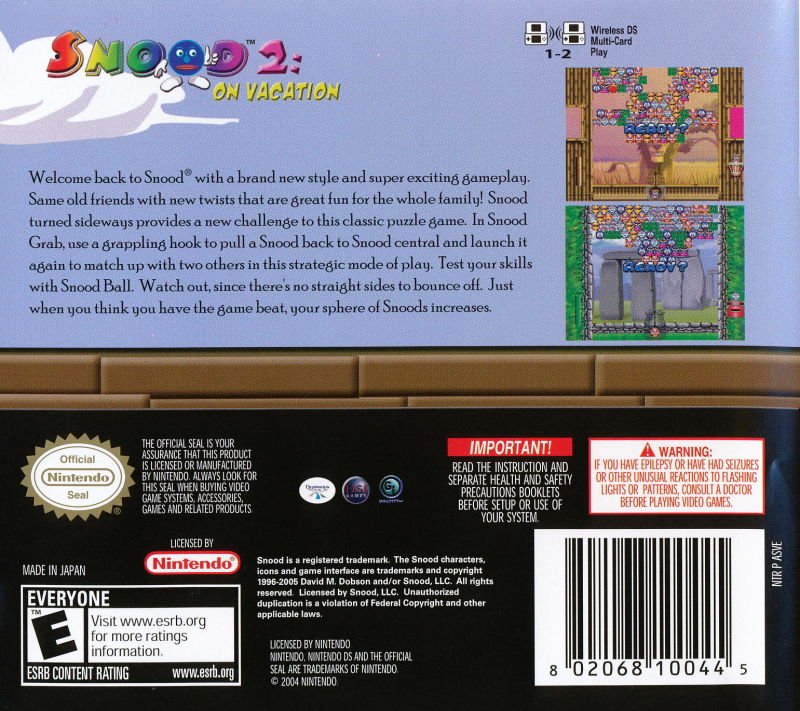 SNOOD™ 2:
ON VACATION
Wireless DS
Multi-Card
Play
1-2
READY?
READY?
Welcome back to Snood® with a brand new style and super exciting gameplay.
Same old friends with new twists that are great fun for the whole family! Snood
turned sideways provides a new challenge to this classic puzzle game. In Snood
Grab, use a grappling hook to pull a Snood back to Snood central and launch it
again to match up with two others in this strategic mode of play. Test your skills
with Snood Ball. Watch out, since there's no straight sides to bounce off. Just
when you think you have the game beat, your sphere of Snoods increases.
Official
Nintendo®
Seal
THE OFFICIAL SEAL IS YOUR
ASSURANCE THAT THIS PRODUCT
IS LICENSED OR MANUFACTURED
BY NINTENDO. ALWAYS LOOK FOR
THIS SEAL WHEN BUYING VIDEO
GAME SYSTEMS, ACCESSORIES,
GAMES AND RELATED PRODUCTS.
Destination
GAMES
IMPORTANT!
READ THE INSTRUCTION AND
SEPARATE HEALTH AND SAFETY
PRECAUTIONS BOOKLETS
BEFORE SETUP OR USE OF
YOUR SYSTEM.
WARNING:
IF YOU HAVE EPILEPSY OR HAVE HAD SEIZURES
OR OTHER UNUSUAL REACTIONS TO FLASHING
LIGHTS OR PATTERNS, CONSULT A DOCTOR
BEFORE PLAYING VIDEO GAMES.
MADE IN JAPAN
LICENSED BY
Nintendo®
EVERYONE
E™
Visit www.esrb.org
for more ratings
information.
ESRB CONTENT RATING www.esrb.org
Snood is a registered trademark. The Snood characters,
icons and game interface are trademarks and copyright
1996-2005 David M. Dobson and/or Snood, LLC. All rights
reserved. Licensed by Snood, LLC. Unauthorized
duplication is a violation of Federal Copyright and other
applicable laws.
LICENSED BY NINTENDO
NINTENDO, NINTENDO DS AND THE OFFICIAL
SEAL ARE TRADEMARKS OF NINTENDO.
© 2004 NINTENDO.
NTR P ASVE
8 02068 10044 5